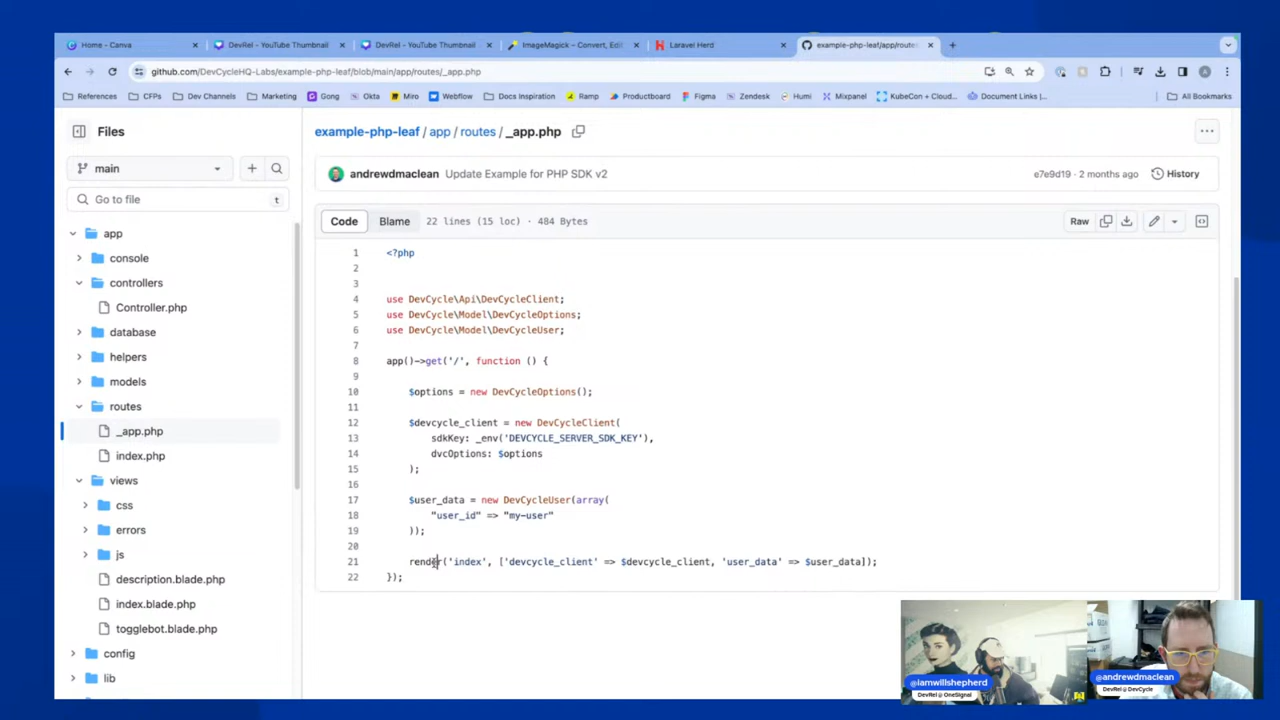 Home - Canva
DevRel - YouTube Thumbnail
DevRel - YouTube Thumbnail
ImageMagick – Convert, Edit
Laravel Herd
example-php-leaf/app/routes
github.com/DevCycleHQ-Labs/example-php-leaf/blob/main/app/routes/_app.php
References
CFPs
Dev Channels
Marketing
Gong
Okta
Miro
Webflow
Docs Inspiration
Ramp
Productboard
Figma
Zendesk
Humi
Mixpanel
KubeCon + Cloud...
Document Links |...
All Bookmarks
Files
main
Go to file
t
app
console
controllers
Controller.php
database
helpers
models
routes
_app.php
index.php
views
css
errors
js
description.blade.php
index.blade.php
togglebot.blade.php
config
lib
example-php-leaf / app / routes / _app.php
andrewdmaclean Update Example for PHP SDK v2
e7e9d19 · 2 months ago
History
Code
Blame
22 lines (15 loc) · 484 Bytes
Raw
1 <?php
2
3
4 use DevCycle\Api\DevCycleClient;
5 use DevCycle\Model\DevCycleOptions;
6 use DevCycle\Model\DevCycleUser;
7
8 app()->get('/', function () {
9
10 $options = new DevCycleOptions();
11
12 $devcycle_client = new DevCycleClient(
13 sdkKey: _env('DEVCYCLE_SERVER_SDK_KEY'),
14 dvcOptions: $options
15 );
16
17 $user_data = new DevCycleUser(array(
18 "user_id" => "my-user"
19 ));
20
21 render('index', ['devcycle_client' => $devcycle_client, 'user_data' => $user_data]);
22 });
@iamwillshepherd
DevRel @ OneSignal
@andrewdmaclean
DevRel @ DevCycle